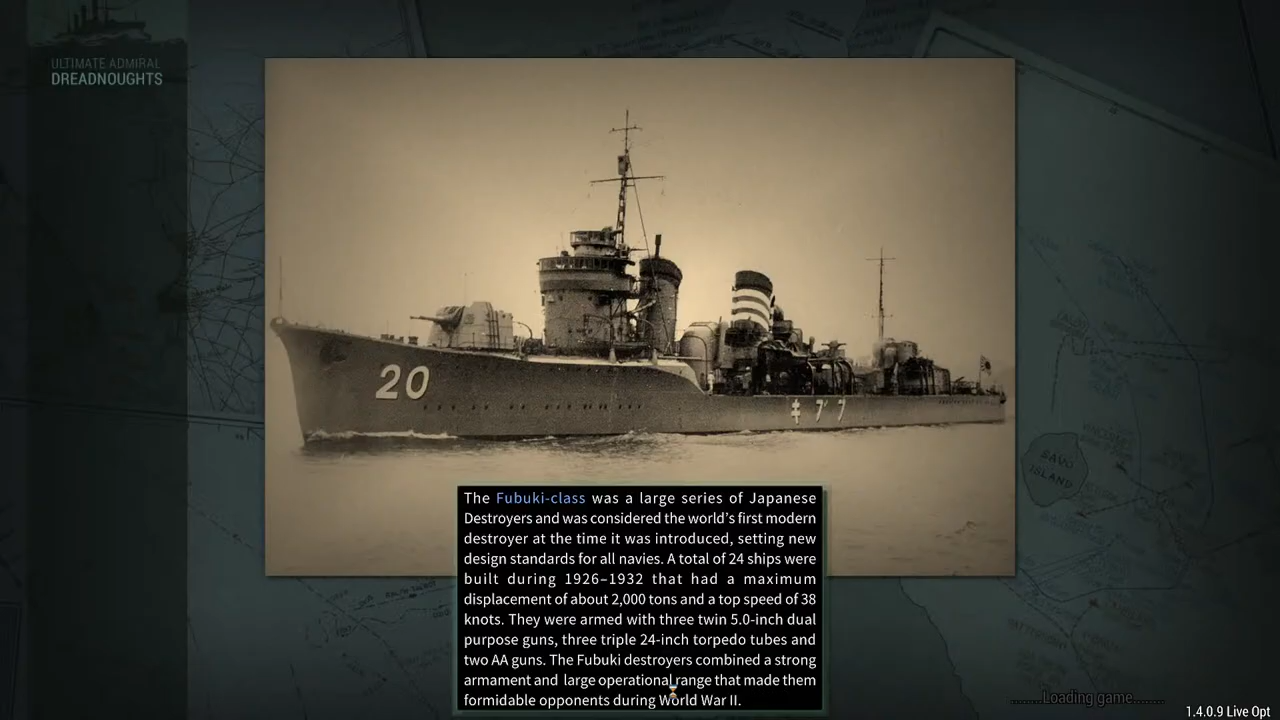 ULTIMATE ADMIRAL
DREADNOUGHTS
20
キブフ
SAVO
ISLAND
The Fubuki-class was a large series of Japanese
Destroyers and was considered the world's first modern
destroyer at the time it was introduced, setting new
design standards for all navies. A total of 24 ships were
built during 1926–1932 that had a maximum
displacement of about 2,000 tons and a top speed of 38
knots. They were armed with three twin 5.0-inch dual
purpose guns, three triple 24-inch torpedo tubes and
two AA guns. The Fubuki destroyers combined a strong
armament and large operational range that made them
formidable opponents during World War II.
Loading game
1.4.0.9 Live Opt